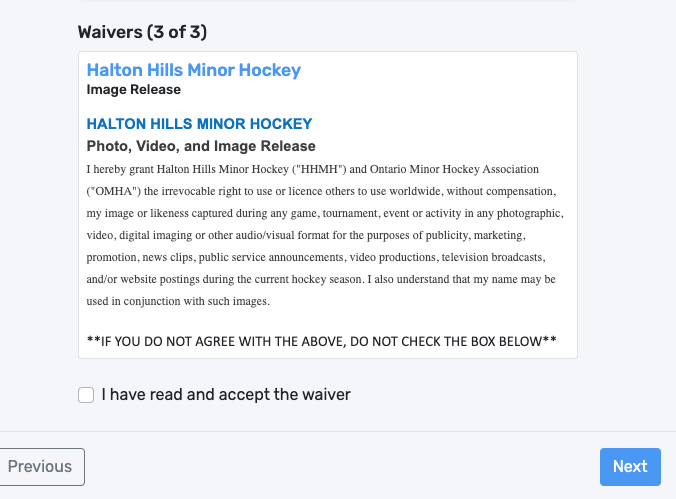 Waivers (3 of 3)
Halton Hills Minor Hockey
Image Release
HALTON HILLS MINOR HOCKEY
Photo, Video, and Image Release
I hereby grant Halton Hills Minor Hockey ("HHMH") and Ontario Minor Hockey Association
("OMHA") the irrevocable right to use or licence others to use worldwide, without compensation,
my image or likeness captured during any game, tournament, event or activity in any photographic,
video, digital imaging or other audio/visual format for the purposes of publicity, marketing,
promotion, news clips, public service announcements, video productions, television broadcasts,
and/or website postings during the current hockey season. I also understand that my name may be
used in conjunction with such images.
**IF YOU DO NOT AGREE WITH THE ABOVE, DO NOT CHECK THE BOX BELOW**
I have read and accept the waiver
Previous
Next